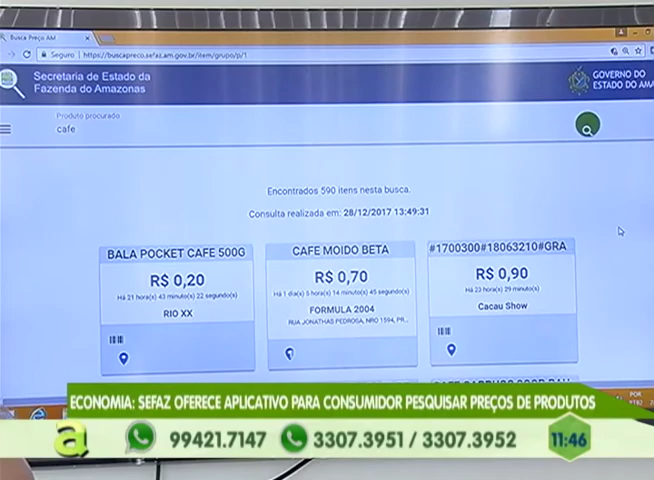 Busca Preço AM
Seguro
https://buscapreco.sefaz.am.gov.br/item/grupo/p/1
Secretaria de Estado da
Fazenda do Amazonas
GOVERNO DO
ESTADO DO AMA
Produto procurado
cafe
Encontrados 590 itens nesta busca.
Consulta realizada em: 28/12/2017 13:49:31
BALA POCKET CAFE 500G
R$ 0,20
Há 21 hora(s) 43 minuto(s) 22 segundo(s)
RIO XX
CAFE MOIDO BETA
R$ 0,70
Há 1 dia(s) 5 hora(s) 14 minuto(s) 45 segundo(s)
FORMULA 2004
RUA JONATHAS PEDROSA, NRO 1594, PR...
#1700300#18063210#GRA
R$ 0,90
Há 23 hora(s) 29 minuto(s)
Cacau Show
POR
ECONOMIA: SEFAZ OFERECE APLICATIVO PARA CONSUMIDOR PESQUISAR PREÇOS DE PRODUTOS
a 99421.7147 3307.3951 / 3307.3952 11:46